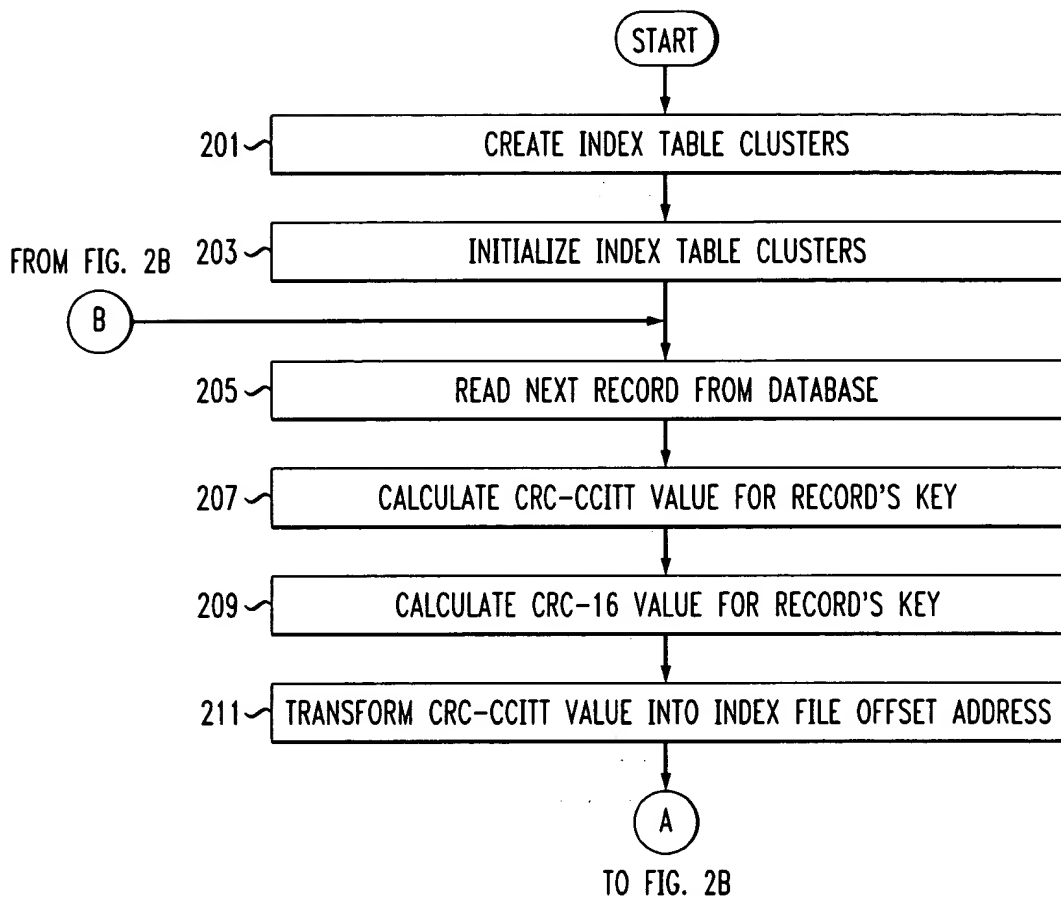 START
201 CREATE INDEX TABLE CLUSTERS
FROM FIG. 2B
203 INITIALIZE INDEX TABLE CLUSTERS
B
205 READ NEXT RECORD FROM DATABASE
207 CALCULATE CRC-CCITT VALUE FOR RECORD'S KEY
209 CALCULATE CRC-16 VALUE FOR RECORD'S KEY
211 TRANSFORM CRC-CCITT VALUE INTO INDEX FILE OFFSET ADDRESS
A
TO FIG. 2B